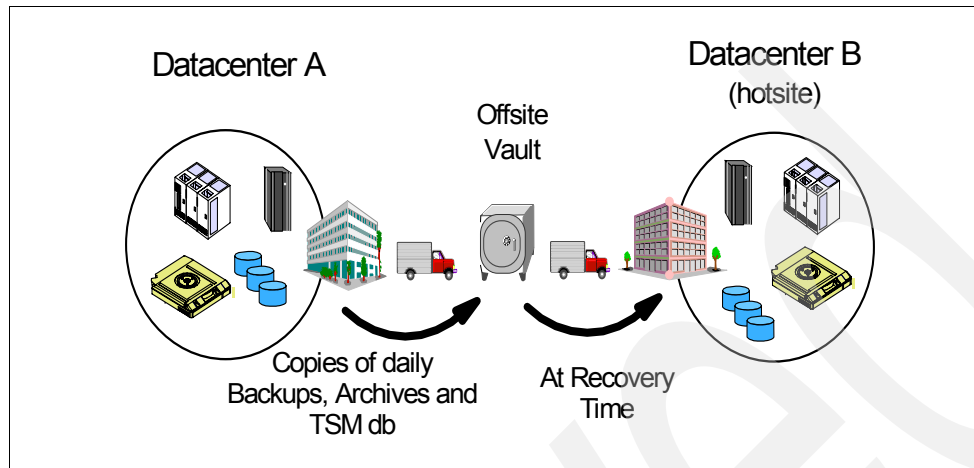 Datacenter A
Offsite
Vault
Datacenter B
(hotsite)
Copies of daily
Backups, Archives and
TSM db
At Recovery
Time